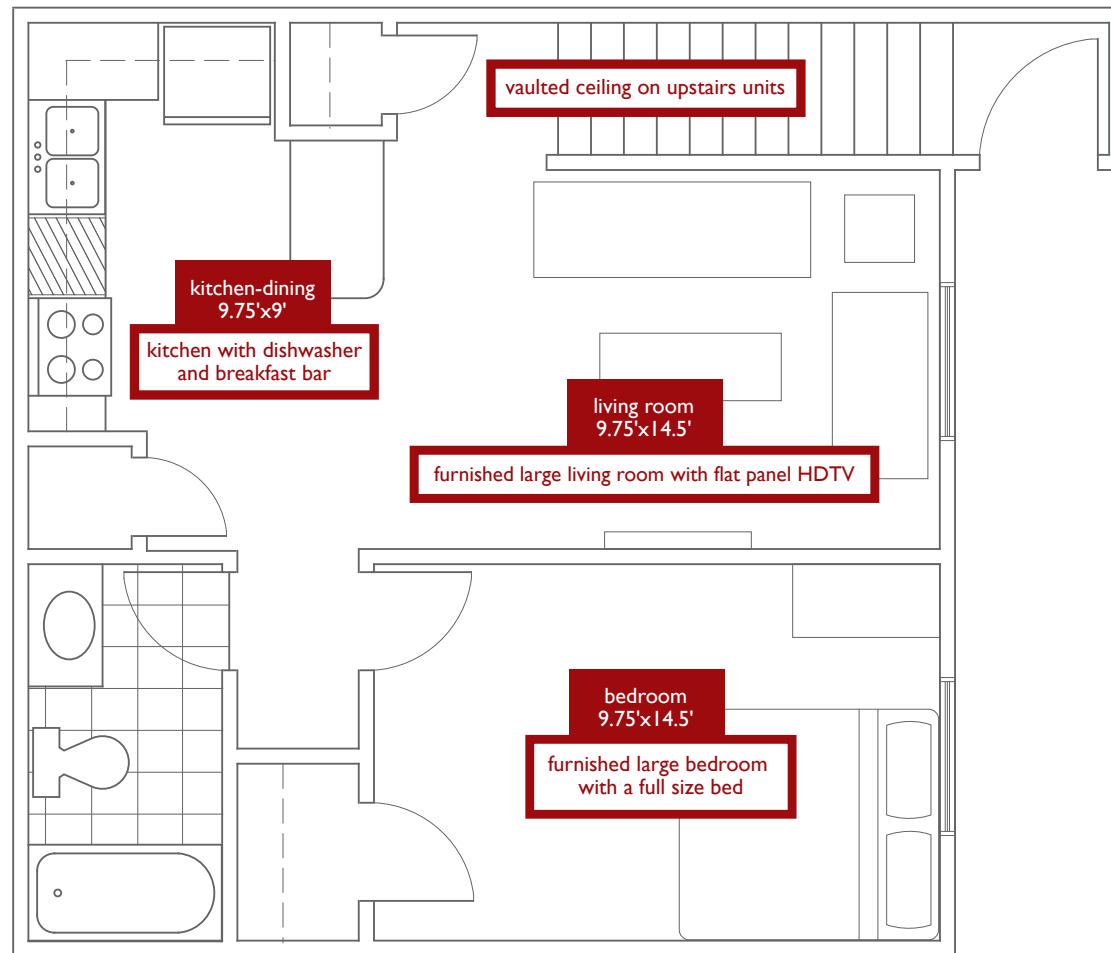 vaulted ceiling on upstairs units
kitchen-dining
9.75'x9'
kitchen with dishwasher
and breakfast bar
living room
9.75'x14.5'
furnished large living room with flat panel HDTV
bedroom
9.75'x14.5'
furnished large bedroom
with a full size bed